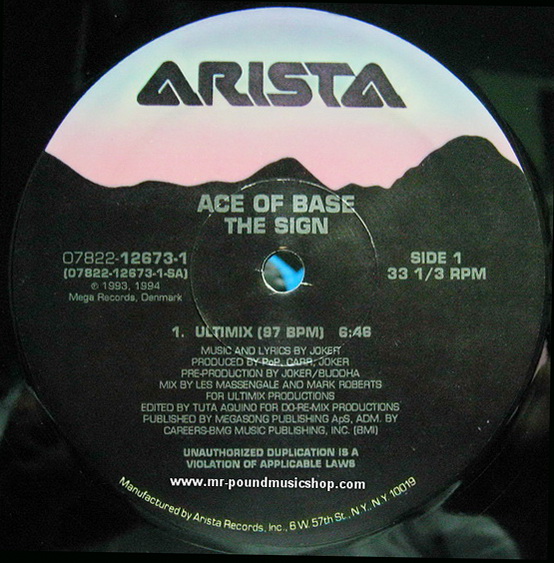 ARISTA
ACE OF BASE
THE SIGN
07822-12673-1
(07822-12673-1-SA)
℗ 1993, 1994
Mega Records, Denmark
SIDE 1
33 1/3 RPM
1. ULTIMIX (97 BPM) 6:46
MUSIC AND LYRICS BY JOKER
PRODUCED BY PoP, CARR, JOKER
PRE-PRODUCTION BY JOKER/BUDDHA
MIX BY LES MASSENGALE AND MARK ROBERTS
FOR ULTIMIX PRODUCTIONS
EDITED BY TUTA AQUINO FOR DO-RE-MIX PRODUCTIONS
PUBLISHED BY MEGASONG PUBLISHING ApS, ADM. BY
CAREERS-BMG MUSIC PUBLISHING, INC. (BMI)
UNAUTHORIZED DUPLICATION IS A
VIOLATION OF APPLICABLE LAWS
www.mr-poundmusicshop.com
Manufactured by Arista Records, Inc., 6 W. 57th St., N.Y., N.Y. 10019